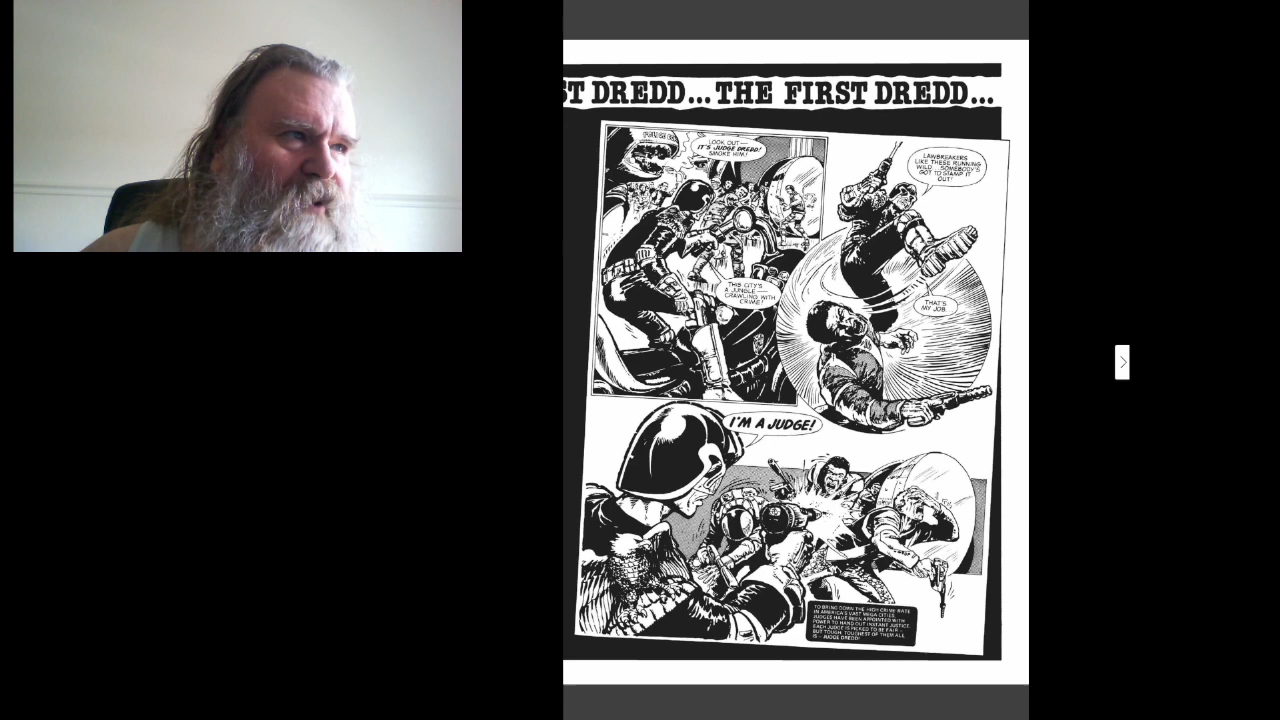 ST DREDD...THE FIRST DREDD...
LOOK OUT —
IT'S JUDGE DREDD!
SMOKE HIM!
LAWBREAKERS
LIKE THESE RUNNING
WILD... SOMEBODY'S
GOT TO STAMP IT
OUT!
THIS CITY'S
A JUNGLE —
CRAWLING WITH
CRIME!
THAT'S
MY JOB.
I'M A JUDGE!
TO BRING DOWN THE HIGH CRIME RATE
IN AMERICA'S VAST MEGA CITIES,
JUDGES HAVE BEEN APPOINTED WITH
POWER TO HAND OUT INSTANT JUSTICE.
EACH JUDGE IS PICKED TO BE FAIR —
BUT TOUGH. TOUGHEST OF THEM ALL
IS — JUDGE DREDD!